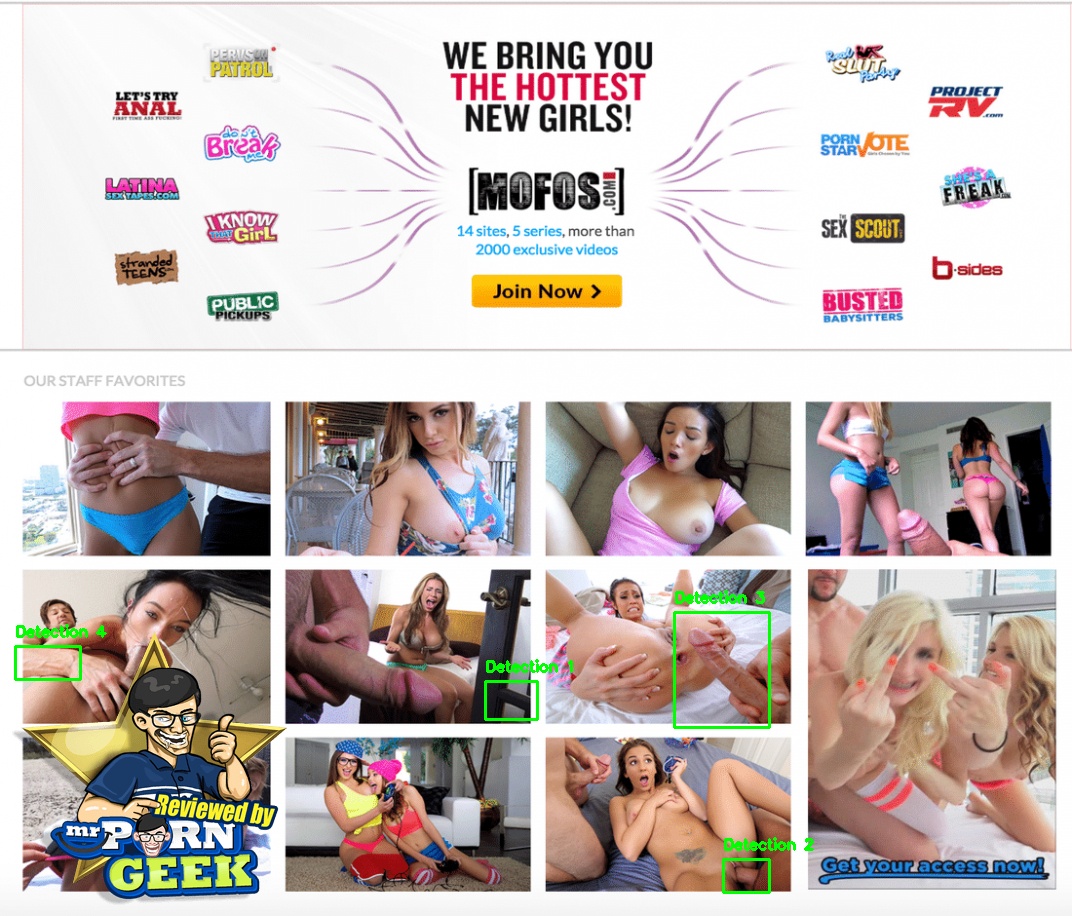 WE BRING YOU
THE HOTTEST
NEW GIRLS!
[MOFOS.COM]
14 sites, 5 series, more than
2000 exclusive videos
Join Now >
PERVS ON
PATROL
LET'S TRY
ANAL
FIRST TIME ASS FUCKING!
don't
Break
me
LATINA
SEXTAPES.COM
I KNOW
THAT GIRL
stranded
TEENS
PUBLIC
PICKUPS
Real
SLUT
Party
PROJECT
RV.com
PORN
STAR VOTE
SHE'S A
FREAK
THE
SEX SCOUT
b-sides
BUSTED
BABYSITTERS
OUR STAFF FAVORITES
Detection 3
Detection 4
Detection 1
Reviewed by
mrPORN
GEEK
Detection 2
Get your access now!